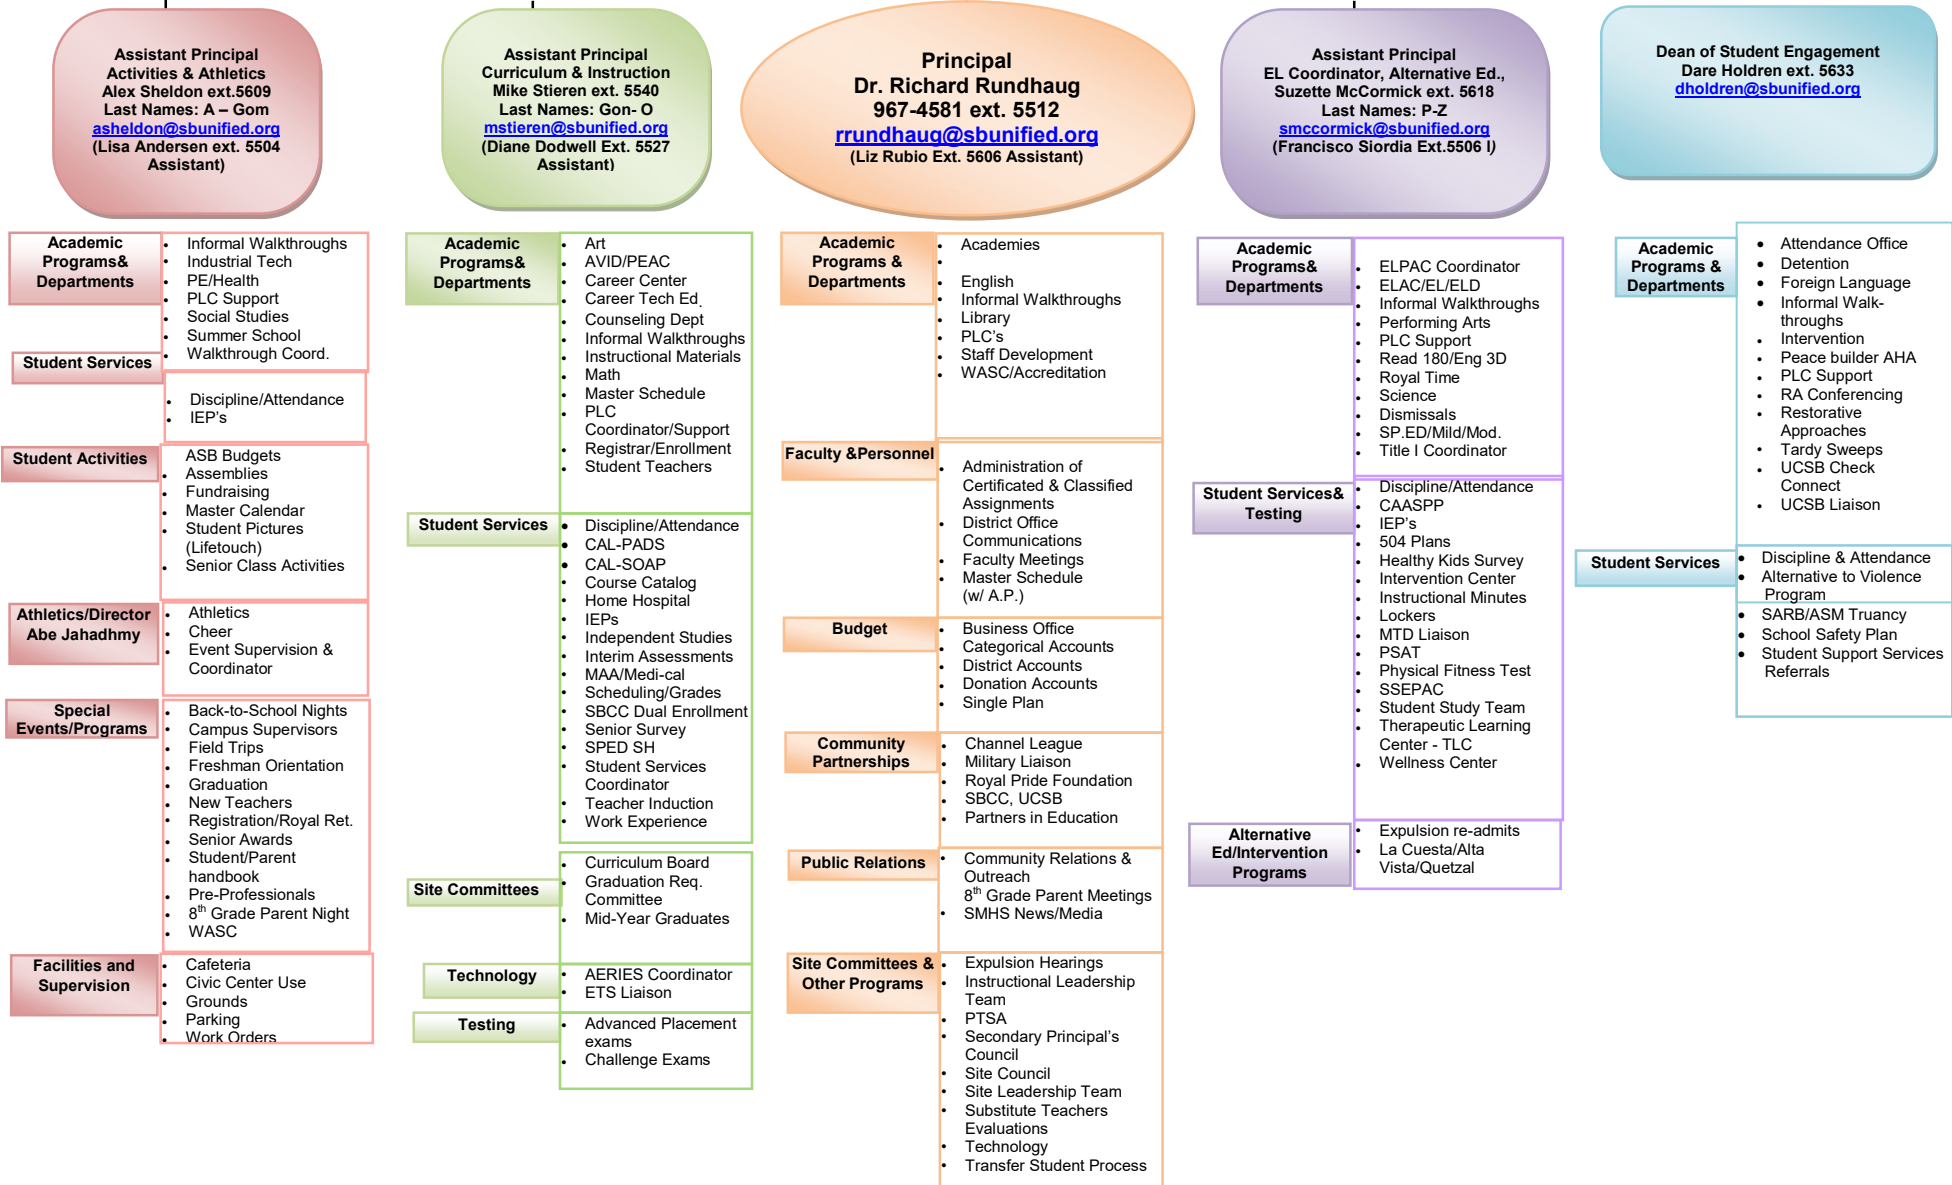 Assistant Principal
Activities & Athletics
Alex Sheldon ext.5609
Last Names: A – Gom
asheldon@sbunified.org
(Lisa Andersen ext. 5504
Assistant)
Academic
Programs&
Departments
• Informal Walkthroughs
• Industrial Tech
• PE/Health
• PLC Support
• Social Studies
• Summer School
• Walkthrough Coord.
Student Services
• Discipline/Attendance
• IEP's
Student Activities
• ASB Budgets
• Assemblies
• Fundraising
• Master Calendar
• Student Pictures
(Lifetouch)
• Senior Class Activities
Athletics/Director
Abe Jahadhmy
• Athletics
• Cheer
• Event Supervision &
Coordinator
Special
Events/Programs
• Back-to-School Nights
• Campus Supervisors
• Field Trips
• Freshman Orientation
• Graduation
• New Teachers
• Registration/Royal Ret.
• Senior Awards
• Student/Parent
handbook
• Pre-Professionals
• 8th Grade Parent Night
• WASC
Facilities and
Supervision
• Cafeteria
• Civic Center Use
• Grounds
• Parking
• Work Orders
Assistant Principal
Curriculum & Instruction
Mike Stieren ext. 5540
Last Names: Gon- O
mstieren@sbunified.org
(Diane Dodwell Ext. 5527
Assistant)
Academic
Programs&
Departments
• Art
• AVID/PEAC
• Career Center
• Career Tech Ed.
• Counseling Dept
• Informal Walkthroughs
• Instructional Materials
• Math
• Master Schedule
• PLC
Coordinator/Support
• Registrar/Enrollment
• Student Teachers
Student Services
• Discipline/Attendance
• CAL-PADS
• CAL-SOAP
• Course Catalog
• Home Hospital
• IEPs
• Independent Studies
• Interim Assessments
• MAA/Medi-cal
• Scheduling/Grades
• SBCC Dual Enrollment
• Senior Survey
• SPED SH
• Student Services
Coordinator
• Teacher Induction
• Work Experience
Site Committees
• Curriculum Board
• Graduation Req.
Committee
• Mid-Year Graduates
Technology
• AERIES Coordinator
• ETS Liaison
Testing
• Advanced Placement
exams
• Challenge Exams
Principal
Dr. Richard Rundhaug
967-4581 ext. 5512
rrundhaug@sbunified.org
(Liz Rubio Ext. 5606 Assistant)
Academic
Programs &
Departments
• Academies
•
• English
• Informal Walkthroughs
• Library
• PLC's
• Staff Development
• WASC/Accreditation
Faculty &Personnel
• Administration of
Certificated & Classified
Assignments
• District Office
Communications
• Faculty Meetings
• Master Schedule
(w/ A.P.)
Budget
• Business Office
• Categorical Accounts
• District Accounts
• Donation Accounts
• Single Plan
Community
Partnerships
• Channel League
• Military Liaison
• Royal Pride Foundation
• SBCC, UCSB
• Partners in Education
Public Relations
• Community Relations &
Outreach
8th Grade Parent Meetings
• SMHS News/Media
Site Committees &
Other Programs
• Expulsion Hearings
• Instructional Leadership
Team
• PTSA
• Secondary Principal's
Council
• Site Council
• Site Leadership Team
• Substitute Teachers
Evaluations
• Technology
• Transfer Student Process
Assistant Principal
EL Coordinator, Alternative Ed.,
Suzette McCormick ext. 5618
Last Names: P-Z
smccormick@sbunified.org
(Francisco Siordia Ext.5506 l)
Academic
Programs&
Departments
• ELPAC Coordinator
• ELAC/EL/ELD
• Informal Walkthroughs
• Performing Arts
• PLC Support
• Read 180/Eng 3D
• Royal Time
• Science
• Dismissals
• SP.ED/Mild/Mod.
• Title I Coordinator
Student Services&
Testing
• Discipline/Attendance
• CAASPP
• IEP's
• 504 Plans
• Healthy Kids Survey
• Intervention Center
• Instructional Minutes
• Lockers
• MTD Liaison
• PSAT
• Physical Fitness Test
• SSEPAC
• Student Study Team
• Therapeutic Learning
Center - TLC
• Wellness Center
Alternative
Ed/Intervention
Programs
• Expulsion re-admits
• La Cuesta/Alta
Vista/Quetzal
Dean of Student Engagement
Dare Holdren ext. 5633
dholdren@sbunified.org
Academic
Programs &
Departments
• Attendance Office
• Detention
• Foreign Language
• Informal Walk-
throughs
• Intervention
• Peace builder AHA
• PLC Support
• RA Conferencing
• Restorative
Approaches
• Tardy Sweeps
• UCSB Check
Connect
• UCSB Liaison
Student Services
• Discipline & Attendance
• Alternative to Violence
Program
• SARB/ASM Truancy
• School Safety Plan
• Student Support Services
Referrals